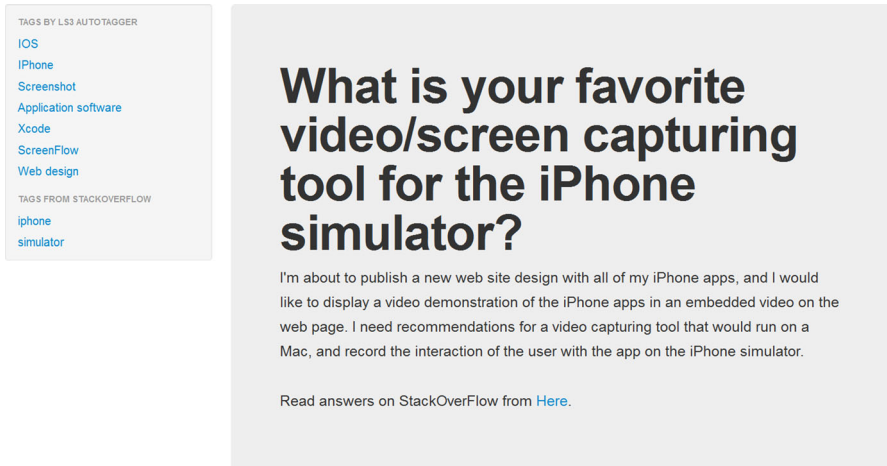 TAGS BY LS3 AUTOTAGGER
IOS
IPhone
Screenshot
Application software
Xcode
ScreenFlow
Web design
TAGS FROM STACKOVERFLOW
iphone
simulator
What is your favorite
video/screen capturing
tool for the iPhone
simulator?
I'm about to publish a new web site design with all of my iPhone apps, and I would
like to display a video demonstration of the iPhone apps in an embedded video on the
web page. I need recommendations for a video capturing tool that would run on a
Mac, and record the interaction of the user with the app on the iPhone simulator.
Read answers on StackOverFlow from Here.